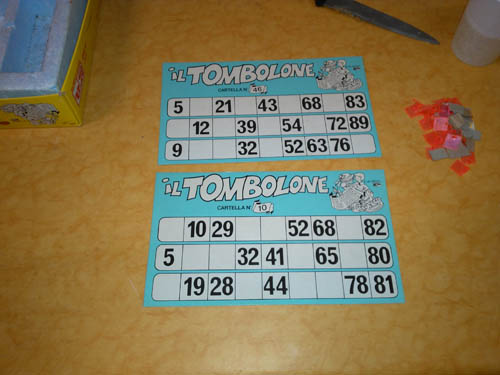 IL TOMBOLONE
CARTELLA N° 46
5 21 43 68 83
12 39 54 72 89
9 32 52 63 76
IL TOMBOLONE
CARTELLA N° 10
10 29 52 68 82
5 32 41 65 80
19 28 44 78 81